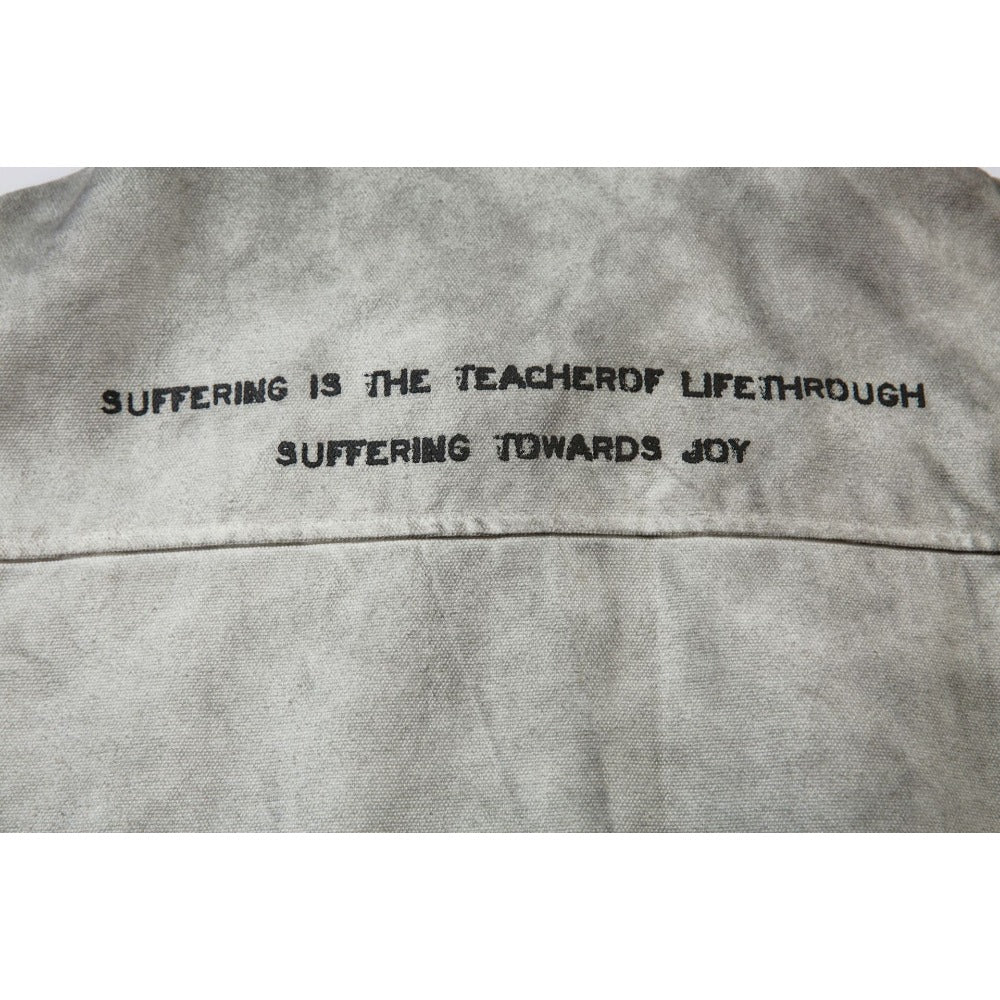 SUFFERING IS THE TEACHEROF LIFETHROUGH
SUFFERING TOWARDS JOY